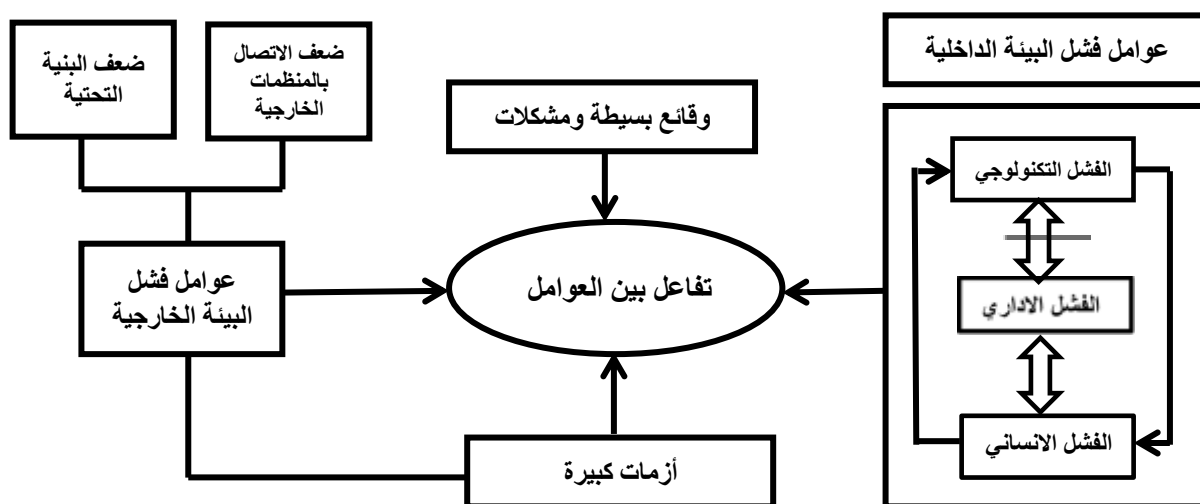 عوامل فشل البيئة الداخلية
ضعف الاتصال
بالمنظمات
الخارجية
ضعف البنية
التحتية
وقائع بسيطة ومشكلات
الفشل التكنولوجي
الفشل الاداري
الفشل الانساني
تفاعل بين العوامل
عوامل فشل
البيئة الخارجية
أزمات كبيرة